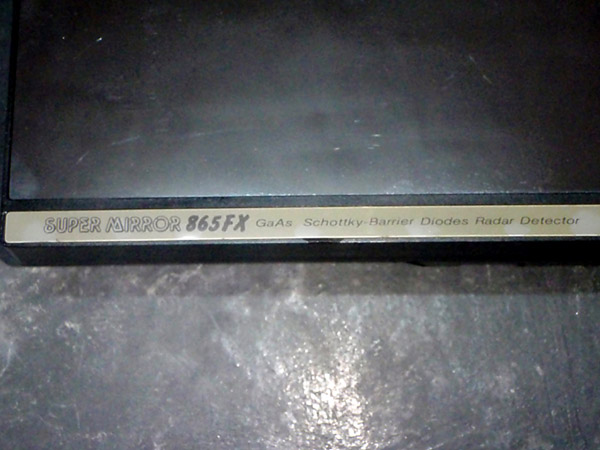 SUPER MIRROR 865FX GaAs. Schottky-Barrier Diodes Radar Detector